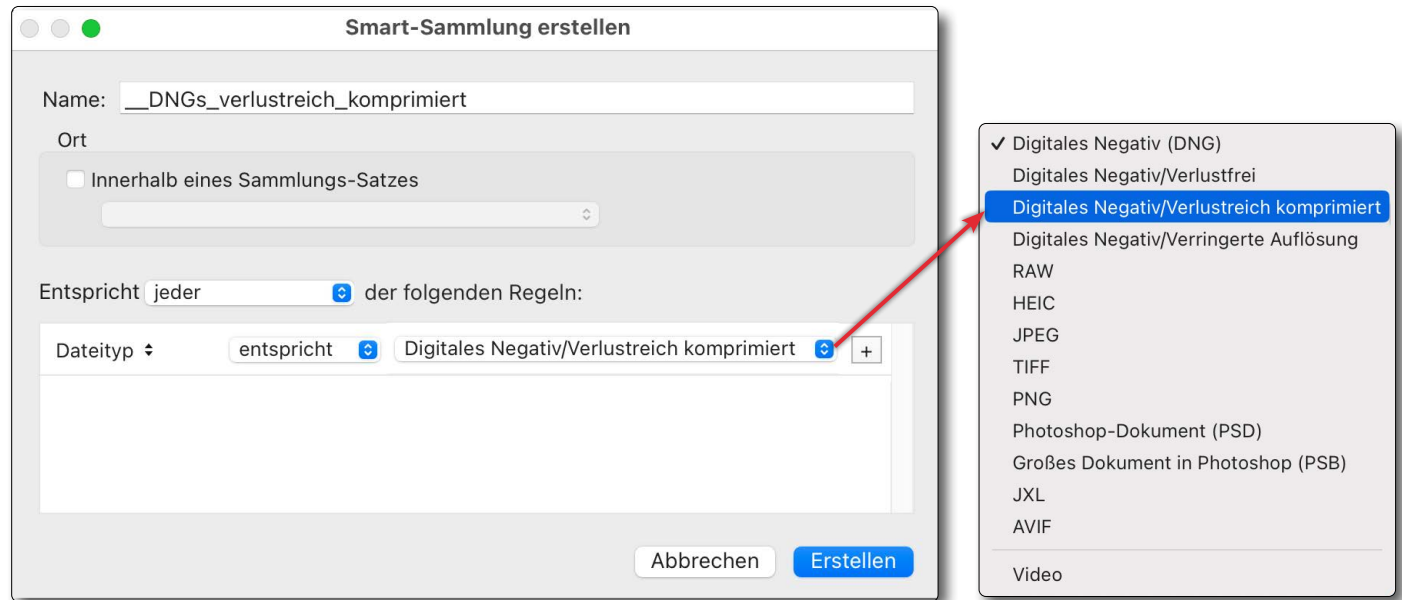 Smart-Sammlung erstellen
Name: __DNGs_verlustreich_komprimiert
Ort
Innerhalb eines Sammlungs-Satzes
Entspricht jeder der folgenden Regeln:
Dateityp entspricht Digitales Negativ/Verlustreich komprimiert +
Abbrechen Erstellen
✓ Digitales Negativ (DNG)
Digitales Negativ/Verlustfrei
Digitales Negativ/Verlustreich komprimiert
Digitales Negativ/Verringerte Auflösung
RAW
HEIC
JPEG
TIFF
PNG
Photoshop-Dokument (PSD)
Großes Dokument in Photoshop (PSB)
JXL
AVIF
Video